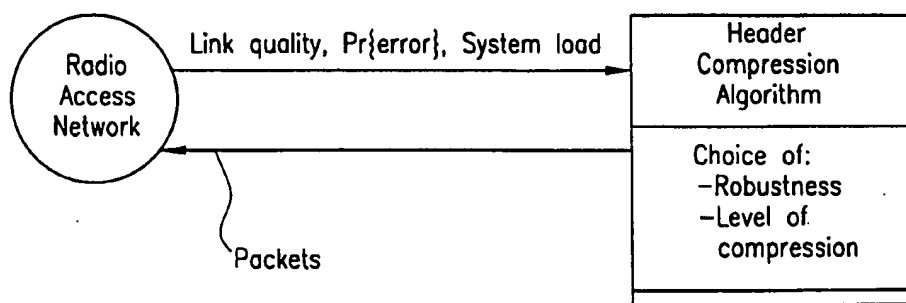 Radio
Access
Network
Link quality, Pr{error}, System load
Header
Compression
Algorithm
Choice of:
-Robustness
-Level of
compression
Packets